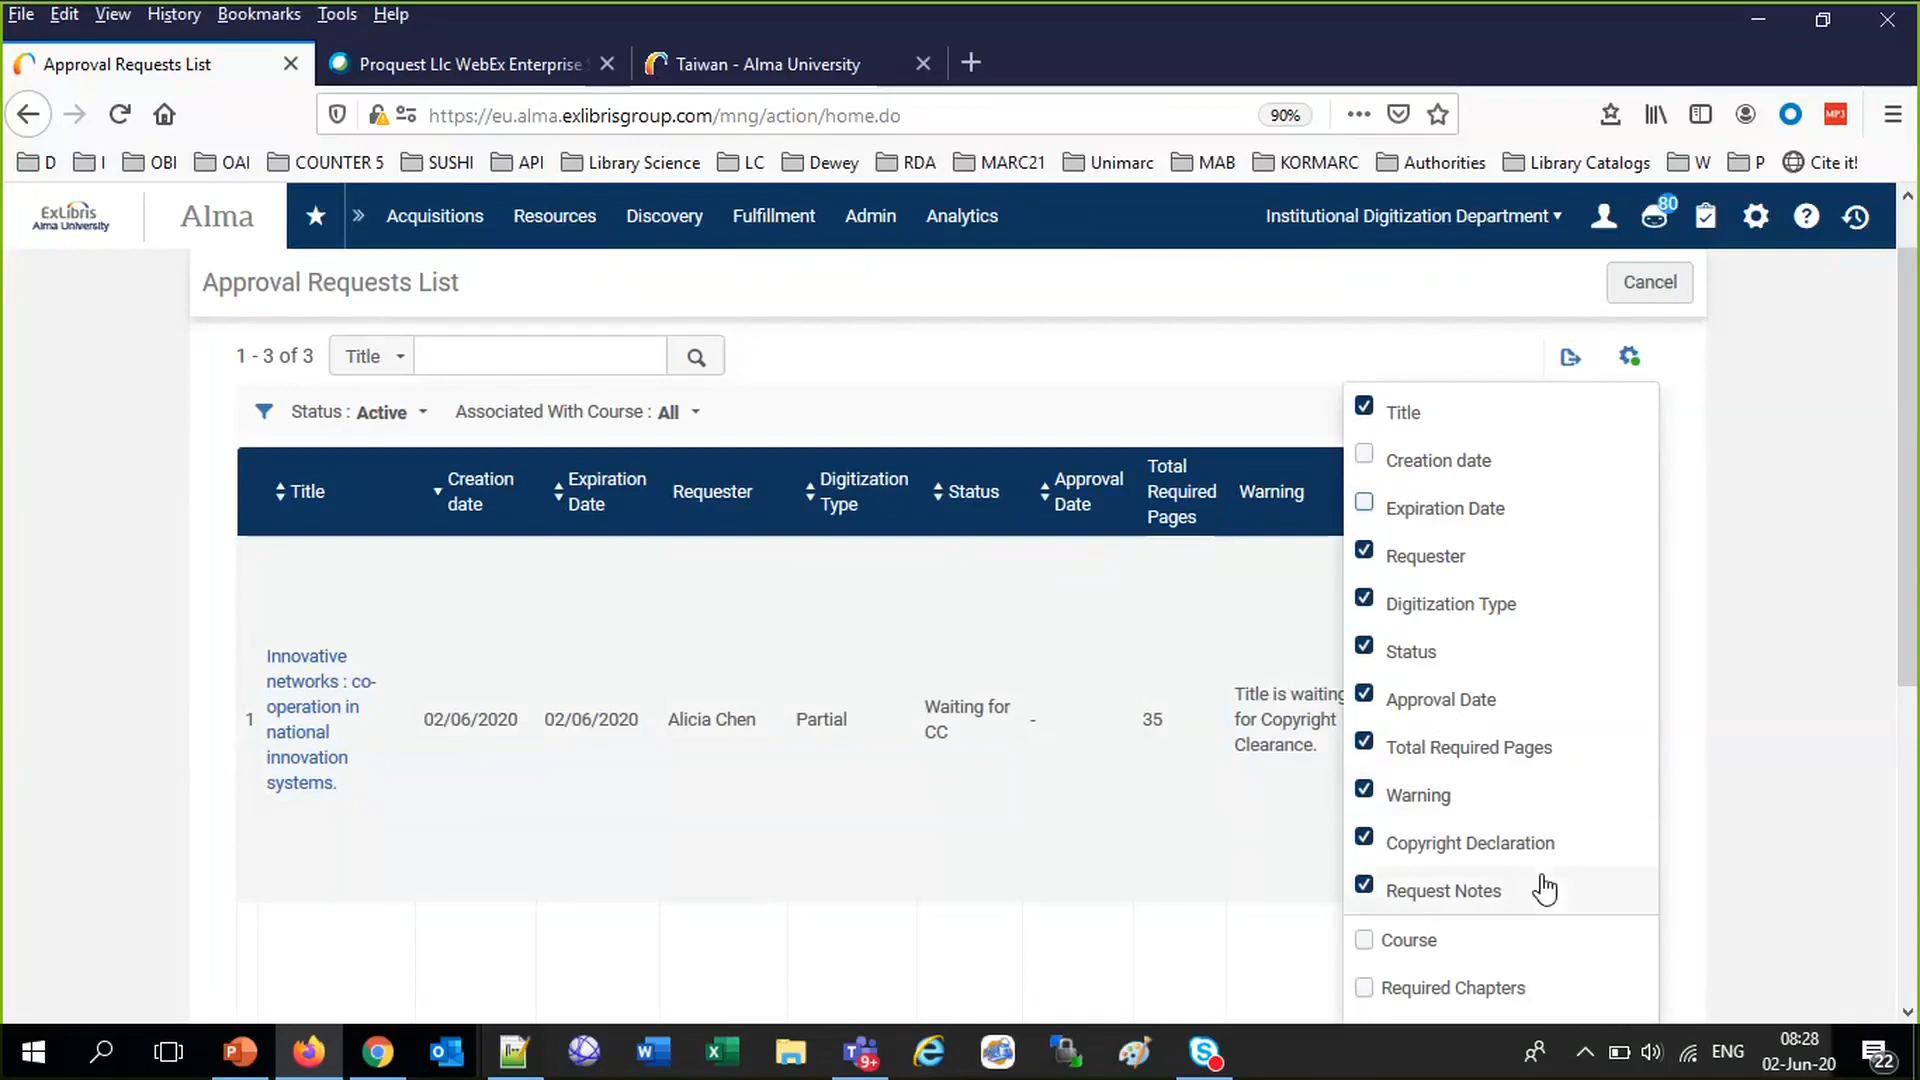 File Edit View History Bookmarks Tools Help
Approval Requests List
Proquest Llc WebEx Enterprise
Taiwan - Alma University
https://eu.alma.exlibrisgroup.com/mng/action/home.do
90%
MP3
D I OBI OAI COUNTER 5 SUSHI API Library Science LC Dewey RDA MARC21 Unimarc MAB KORMARC Authorities Library Catalogs W P Cite it!
ExLibris
Alma University
Alma
Acquisitions Resources Discovery Fulfillment Admin Analytics
Institutional Digitization Department
80
Approval Requests List
Cancel
1 - 3 of 3
Title
Status : Active
Associated With Course : All
Title
Creation
date
Expiration
Date
Requester
Digitization
Type
Status
Approval
Date
Total
Required
Pages
Warning
1
Innovative
networks : co-
operation in
national
innovation
systems.
02/06/2020
02/06/2020
Alicia Chen
Partial
Waiting for
CC
-
35
Title is waiting
for Copyright
Clearance.
Title
Creation date
Expiration Date
Requester
Digitization Type
Status
Approval Date
Total Required Pages
Warning
Copyright Declaration
Request Notes
Course
Required Chapters
9+
ENG
08:28
02-Jun-20
22